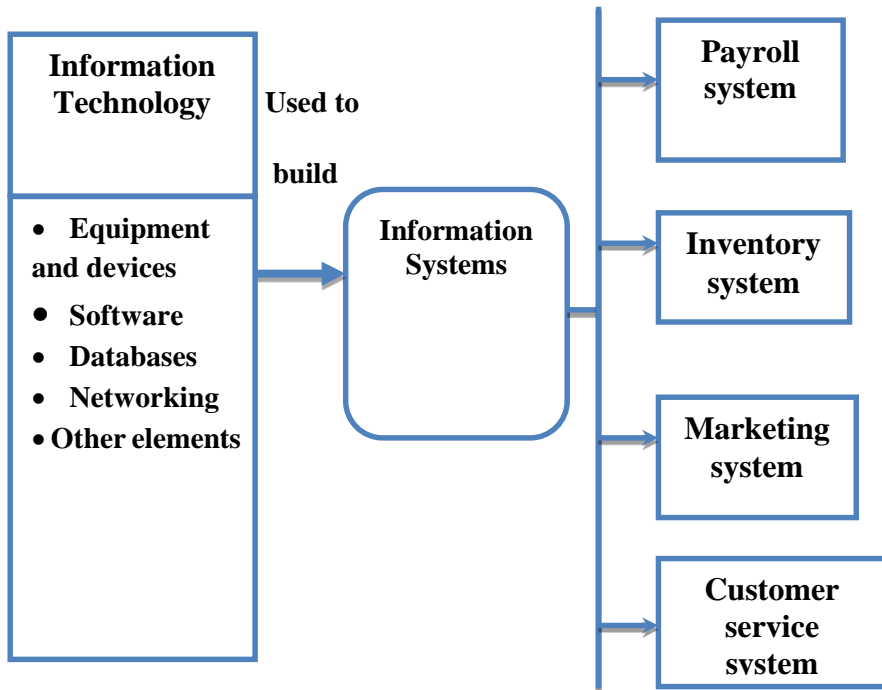 Information
Technology
Used to
build
• Equipment
and devices
• Software
• Databases
• Networking
• Other elements
Information
Systems
Payroll
system
Inventory
system
Marketing
system
Customer
service
system